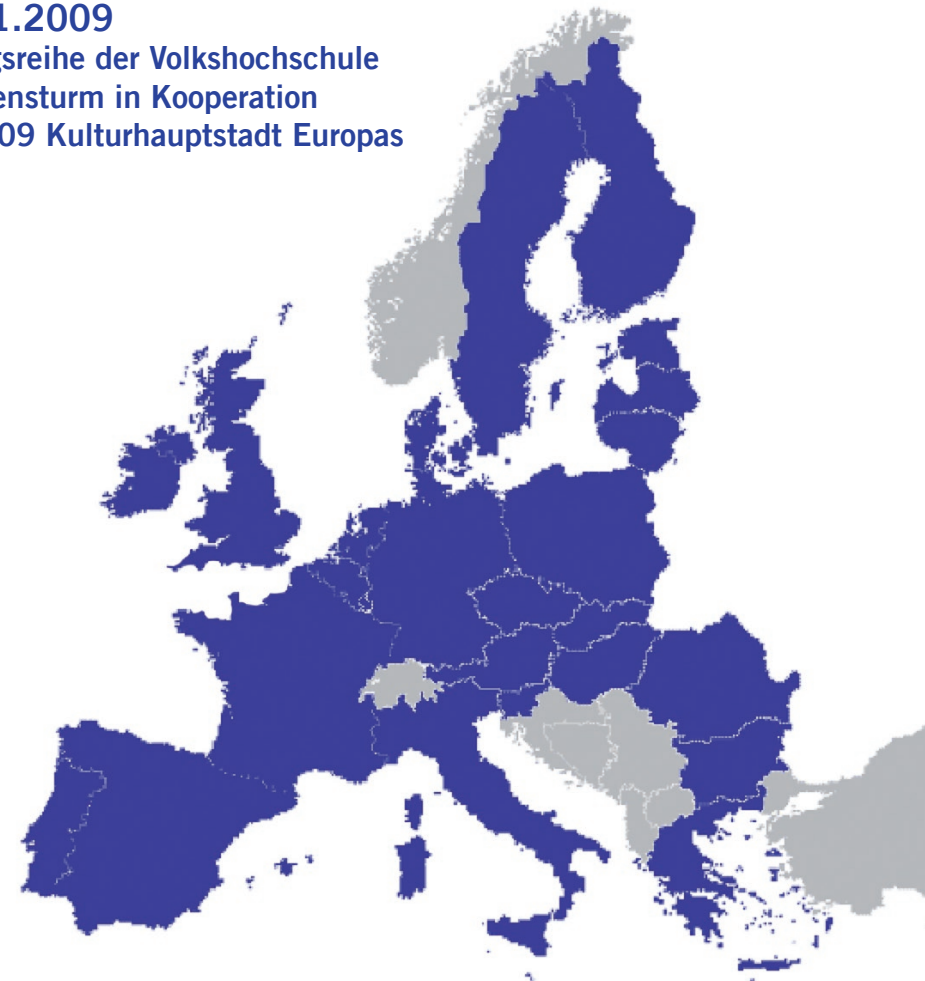 1.2009
gsreihe der Volkshochschule
ensturm in Kooperation
09 Kulturhauptstadt Europas